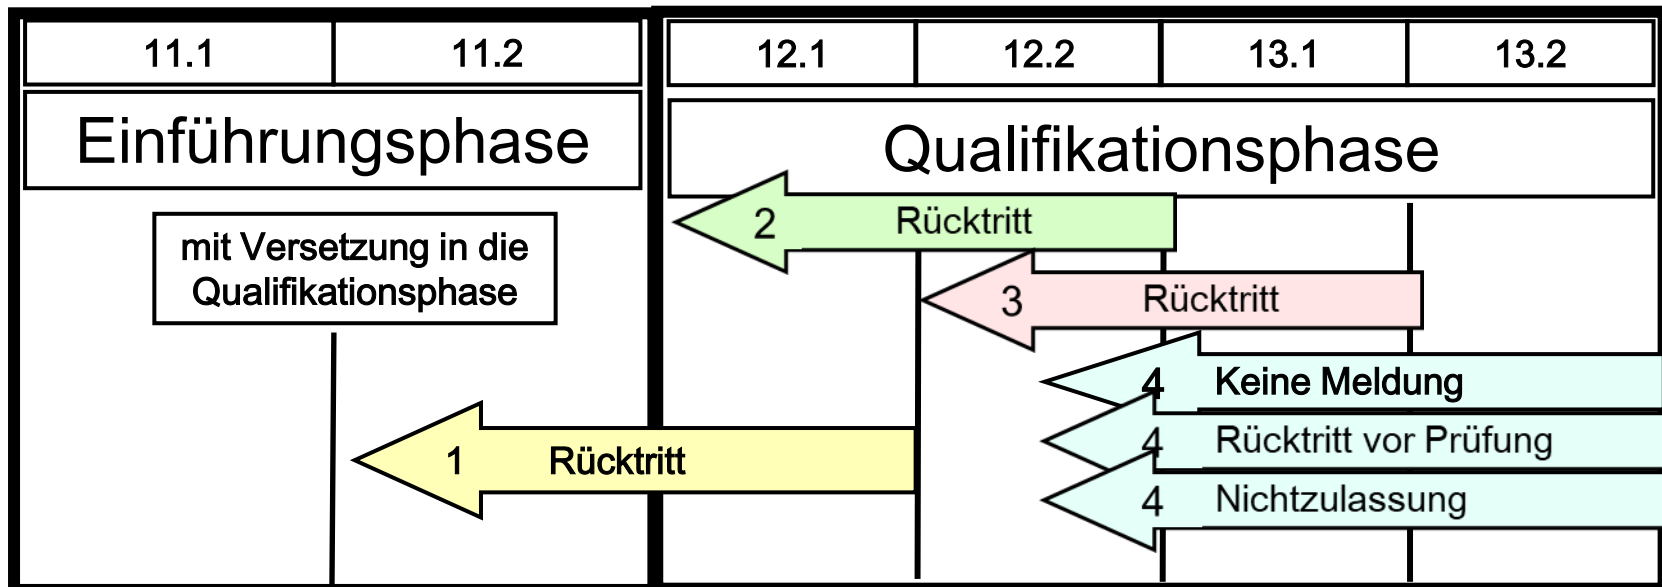 11.1 11.2 12.1 12.2 13.1 13.2
Einführungsphase
Qualifikationsphase
mit Versetzung in die
Qualifikationsphase
2 Rücktritt
3 Rücktritt
4 Keine Meldung
4 Rücktritt vor Prüfung
1 Rücktritt
4 Nichtzulassung